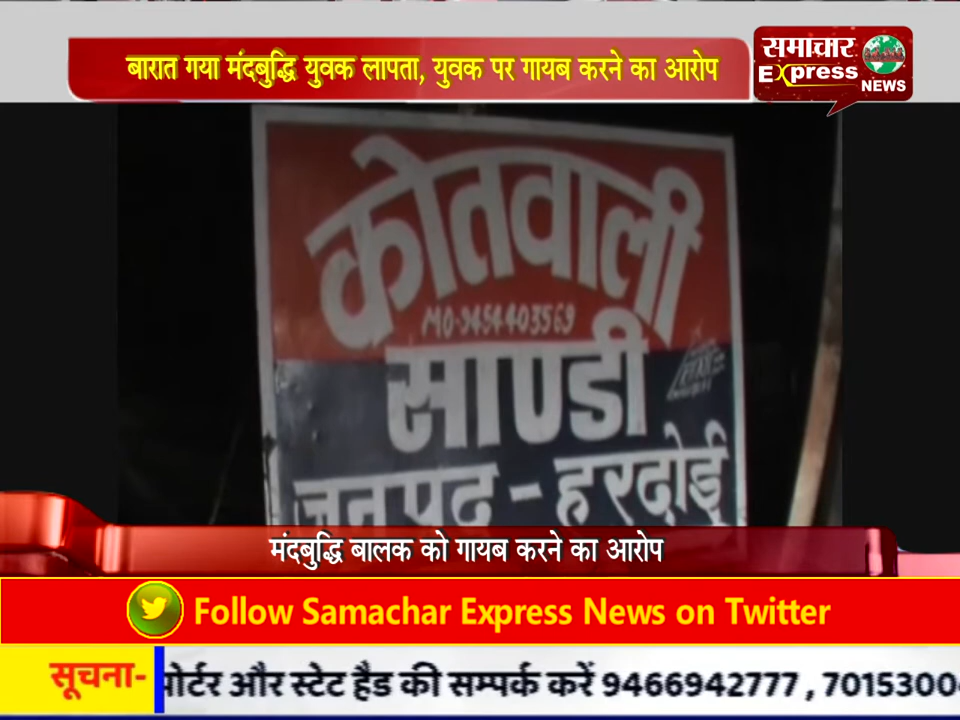 बारात गया मंदबुद्धि युवक लापता, युवक पर गायब करने का आरोप
समाचार
Express
NEWS
कोतवाली
MO-9454403569
साण्डी
जनपद - हरदोई
मंदबुद्धि बालक को गायब करने का आरोप
Follow Samachar Express News on Twitter
सूचना- पोर्टर और स्टेट हैड की सम्पर्क करें 9466942777 , 7015300